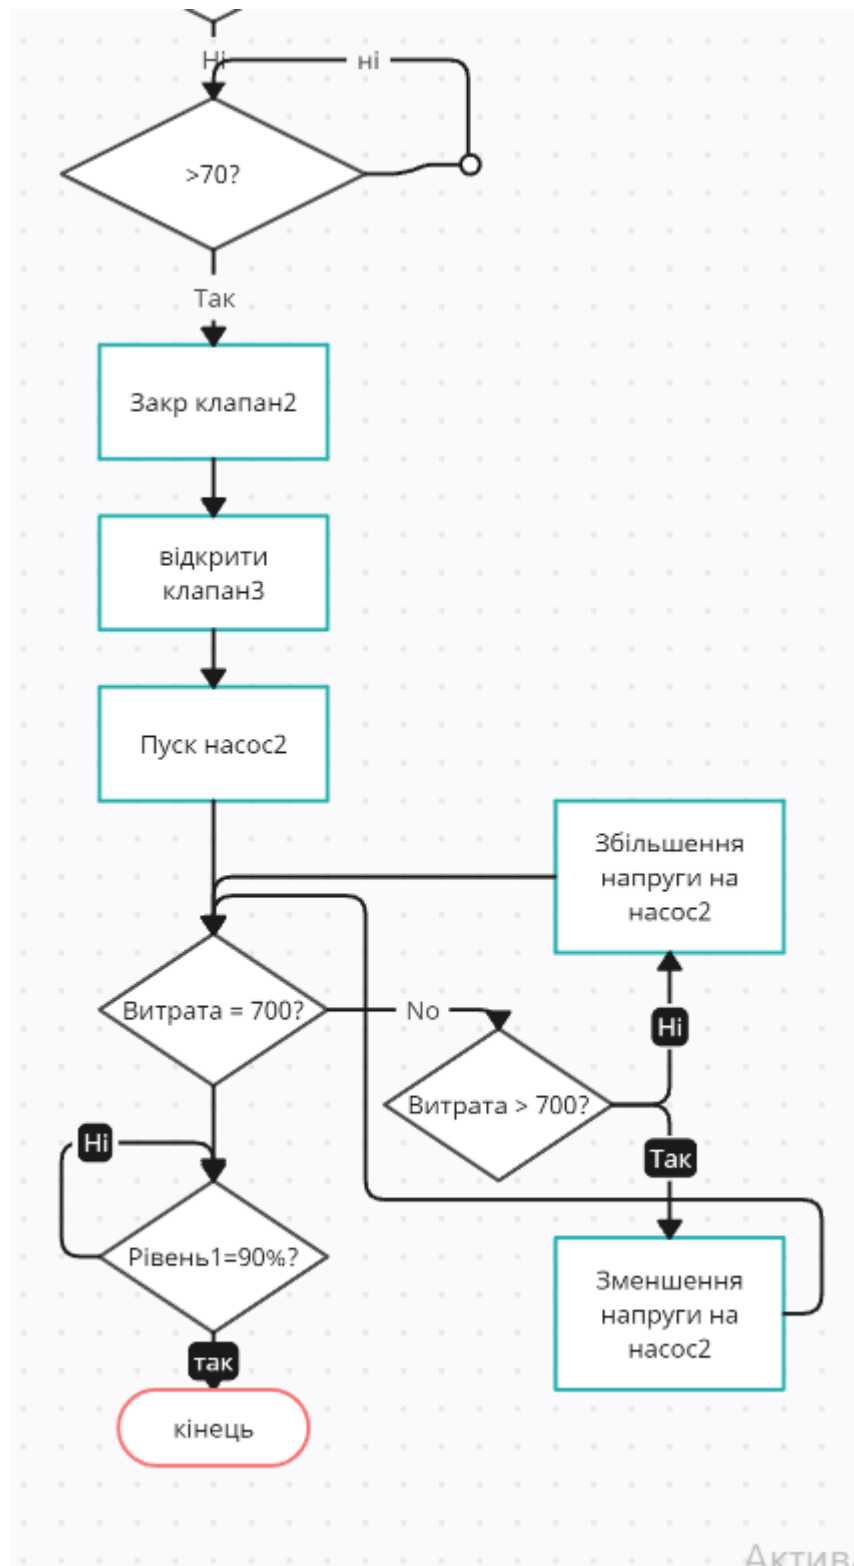 Ні
ні
>70?
Так
Закр клапан2
відкрити
клапан3
Пуск насос2
Збільшення
напруги на
насос2
Витрата = 700?
No
Ні
Витрата > 700?
Ні
Так
Рівень1=90%?
Зменшення
напруги на
насос2
так
кінець
Актив